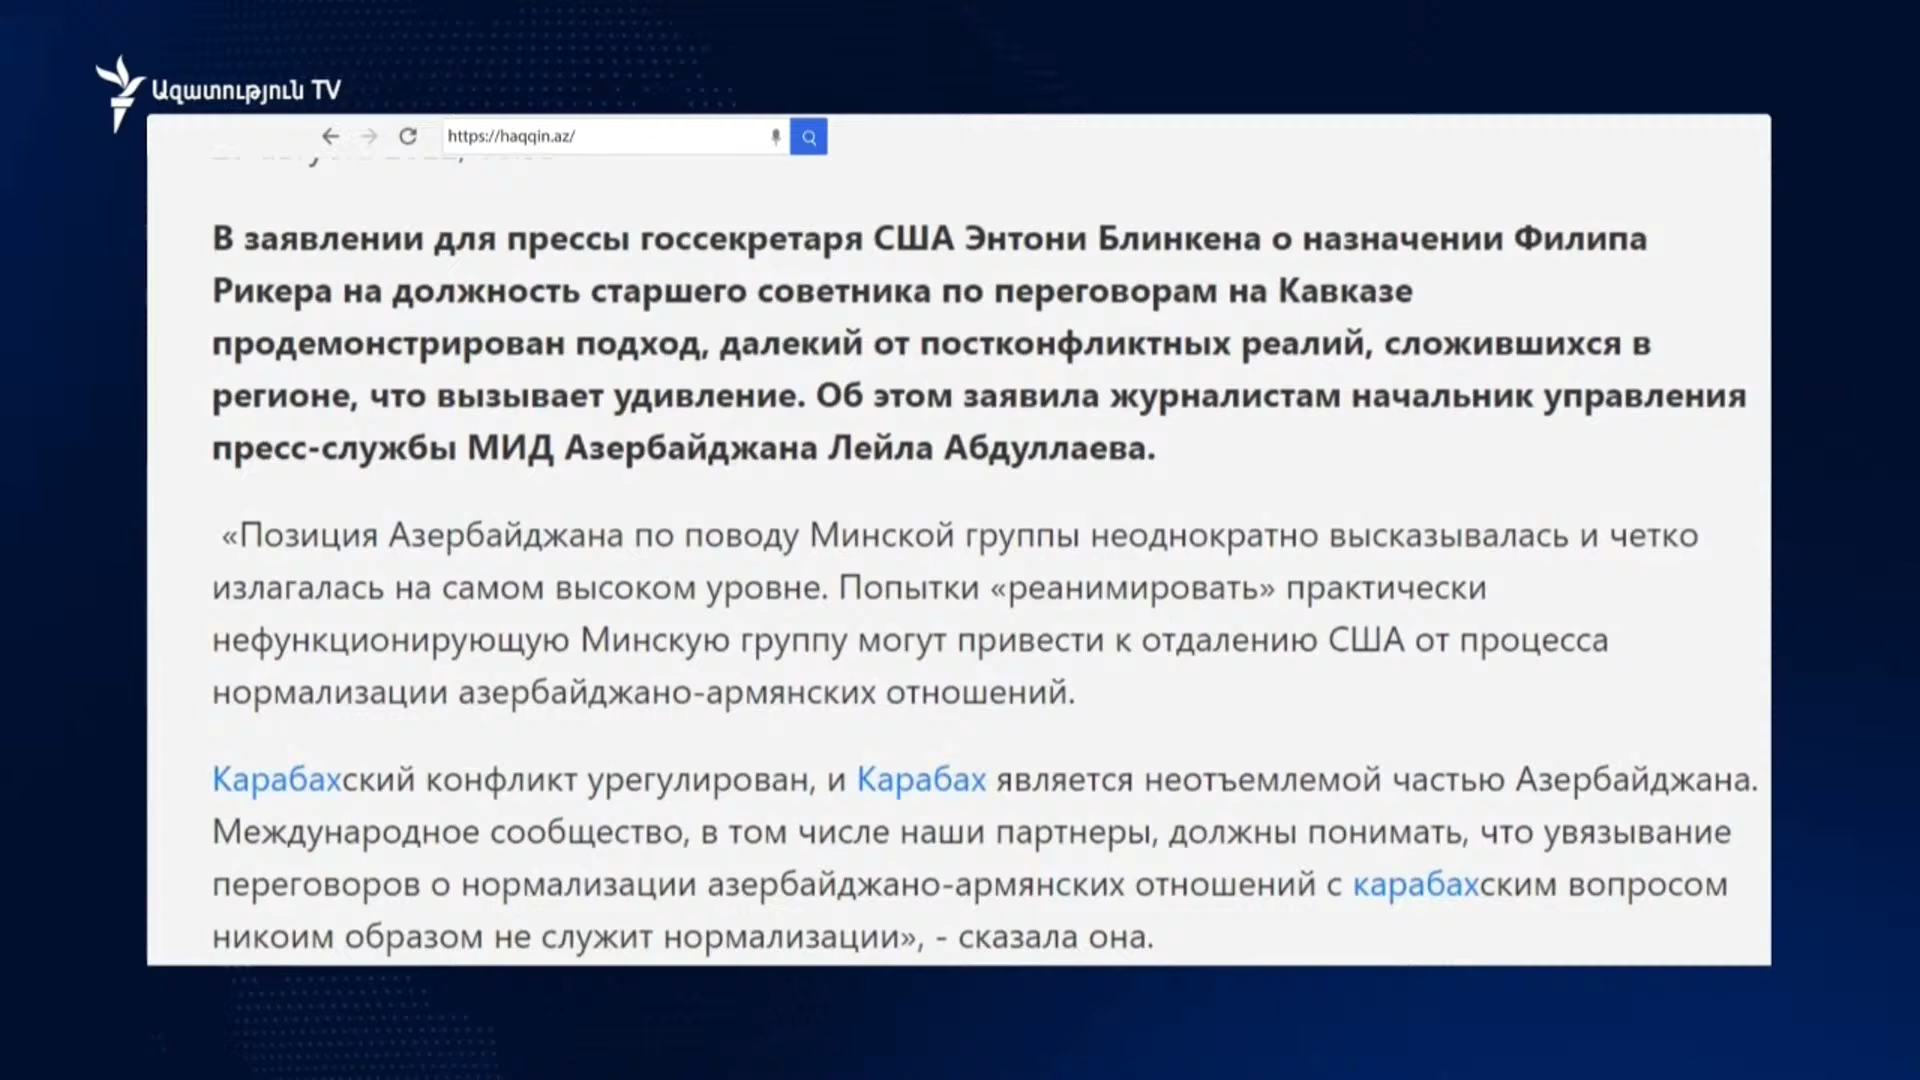 Ազատություն TV
https://haqqin.az/
В заявлении для прессы госсекретаря США Энтони Блинкена о назначении Филипа
Рикера на должность старшего советника по переговорам на Кавказе
продемонстрирован подход, далекий от постконфликтных реалий, сложившихся в
регионе, что вызывает удивление. Об этом заявила журналистам начальник управления
пресс-службы МИД Азербайджана Лейла Абдуллаева.
«Позиция Азербайджана по поводу Минской группы неоднократно высказывалась и четко
излагалась на самом высоком уровне. Попытки «реанимировать» практически
нефункционирующую Минскую группу могут привести к отдалению США от процесса
нормализации азербайджано-армянских отношений.
Карабахский конфликт урегулирован, и Карабах является неотъемлемой частью Азербайджана.
Международное сообщество, в том числе наши партнеры, должны понимать, что увязывание
переговоров о нормализации азербайджано-армянских отношений с карабахским вопросом
никоим образом не служит нормализации», - сказала она.